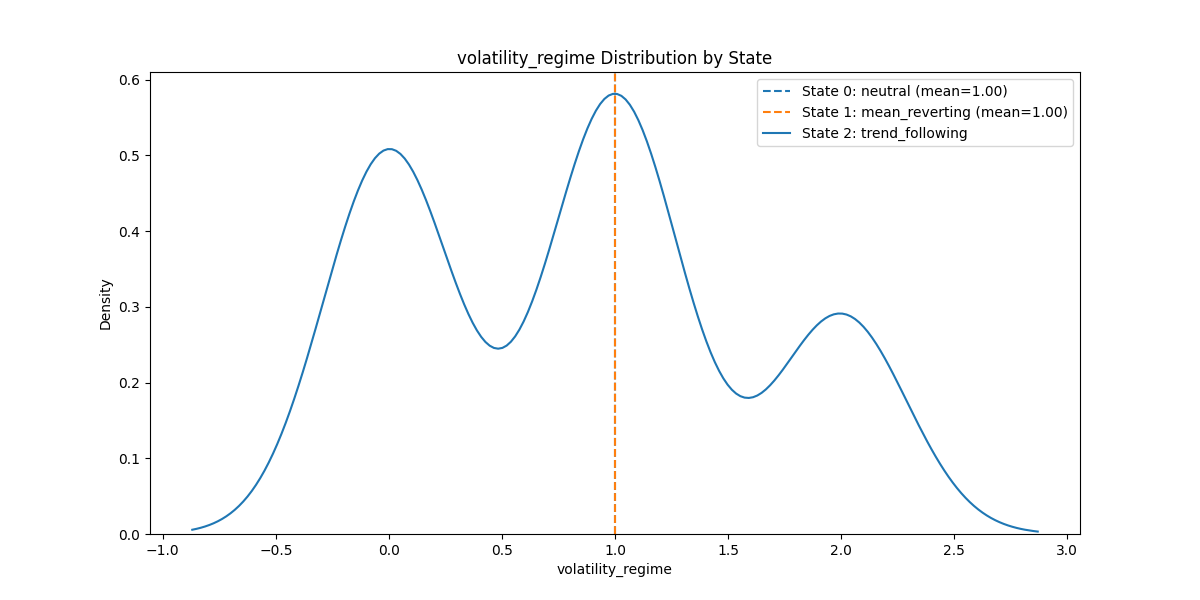 volatility_regime Distribution by State
State 0: neutral (mean=1.00)
State 1: mean_reverting (mean=1.00)
State 2: trend_following
0.6
0.5
0.4
0.3
0.2
0.1
0.0
Density
−1.0 −0.5 0.0 0.5 1.0 1.5 2.0 2.5 3.0
volatility_regime